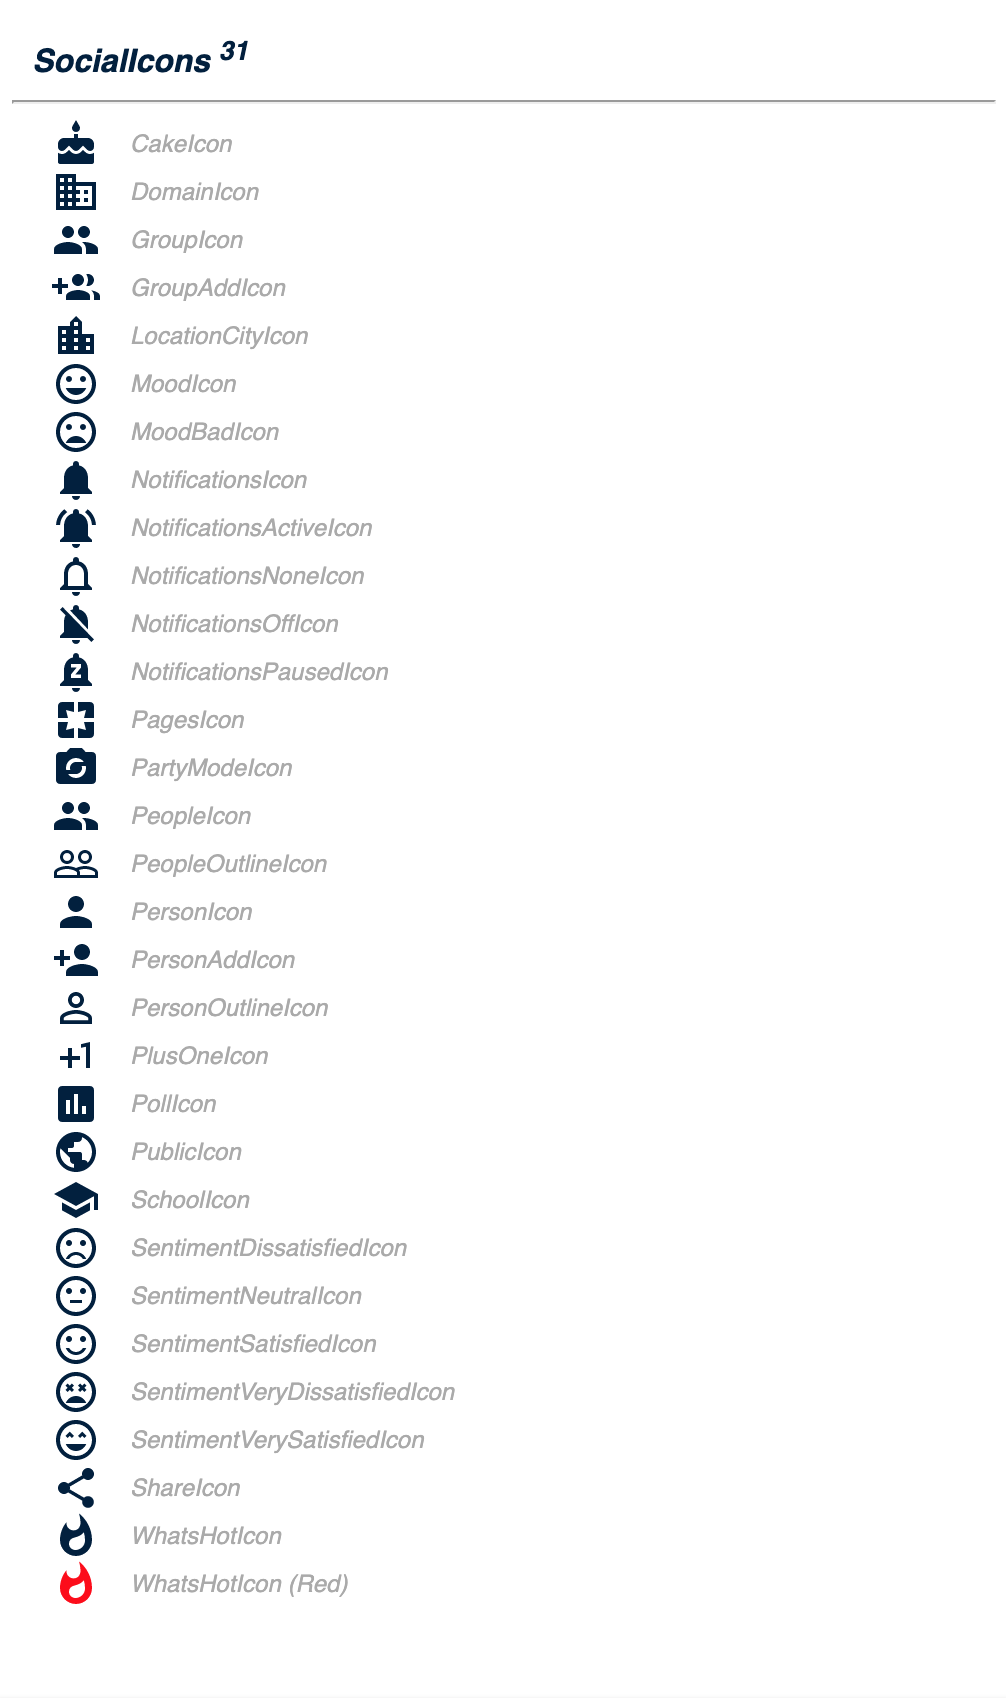 SocialIcons 31
CakeIcon
DomainIcon
GroupIcon
GroupAddIcon
LocationCityIcon
MoodIcon
MoodBadIcon
NotificationsIcon
NotificationsActiveIcon
NotificationsNoneIcon
NotificationsOffIcon
Z NotificationsPausedIcon
PagesIcon
PartyModeIcon
PeopleIcon
PeopleOutlineIcon
PersonIcon
PersonAddIcon
PersonOutlineIcon
+1 PlusOneIcon
PollIcon
PublicIcon
SchoolIcon
SentimentDissatisfiedIcon
SentimentNeutralIcon
SentimentSatisfiedIcon
SentimentVeryDissatisfiedIcon
SentimentVerySatisfiedIcon
ShareIcon
WhatsHotIcon
WhatsHotIcon (Red)